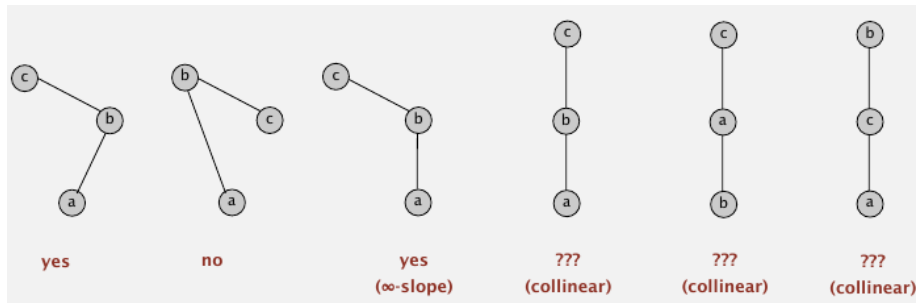 c
b
a
yes
b
c
a
no
c
b
a
yes
(∞-slope)
c
b
a
???
(collinear)
c
a
b
???
(collinear)
b
c
a
???
(collinear)